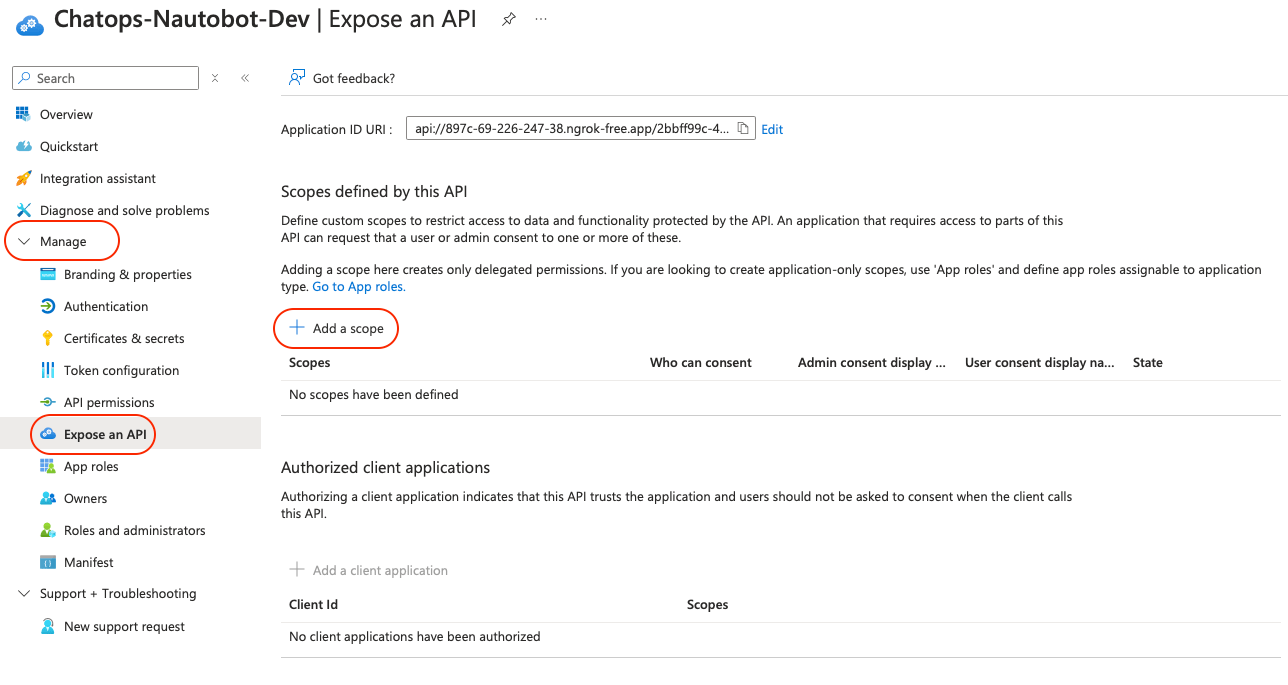 Chatops-Nautobot-Dev | Expose an API ...
Search
Got feedback?
Overview
Quickstart
Integration assistant
Diagnose and solve problems
Manage
Branding & properties
Authentication
Certificates & secrets
Token configuration
API permissions
Expose an API
App roles
Owners
Roles and administrators
Manifest
Support + Troubleshooting
New support request
Application ID URI : api://897c-69-226-247-38.ngrok-free.app/2bbff99c-4... Edit
Scopes defined by this API
Define custom scopes to restrict access to data and functionality protected by the API. An application that requires access to parts of this
API can request that a user or admin consent to one or more of these.
Adding a scope here creates only delegated permissions. If you are looking to create application-only scopes, use 'App roles' and define app roles assignable to application
type. Go to App roles.
Add a scope
Scopes Who can consent Admin consent display ... User consent display na... State
No scopes have been defined
Authorized client applications
Authorizing a client application indicates that this API trusts the application and users should not be asked to consent when the client calls
this API.
Add a client application
Client Id Scopes
No client applications have been authorized